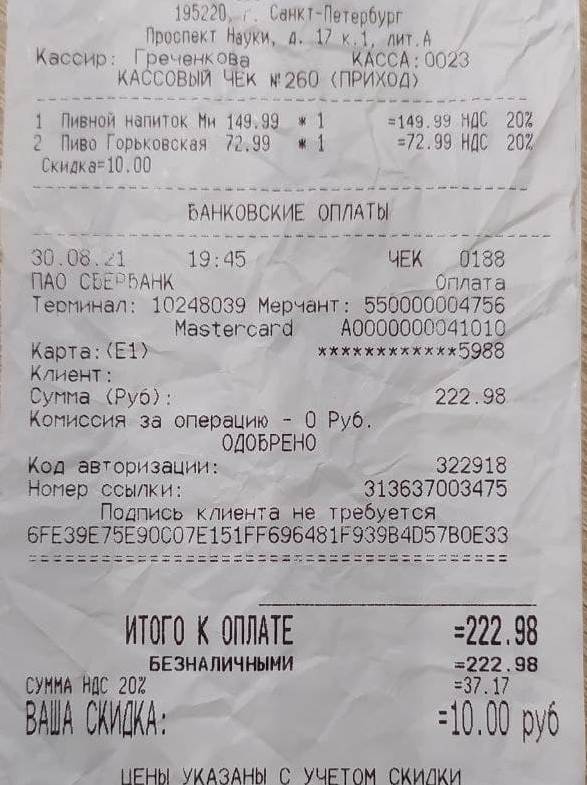 195220, г. Санкт-Петербург
Проспект Науки, д. 17 к.1, лит.А
Кассир: Греченкова КАССА:0023
КАССОВЫЙ ЧЕК №260 (ПРИХОД)
1 Пивной напиток Ми 149.99 * 1 =149.99 НДС 20%
2 Пиво Горьковская 72.99 * 1 =72.99 НДС 20%
Скидка=10.00
БАНКОВСКИЕ ОПЛАТЫ
30.08.21 19:45 ЧЕК 0188
ПАО СБЕРБАНК Оплата
Терминал: 10248039 Мерчант: 550000004756
Mastercard A0000000041010
Карта:(E1) ************5988
Клиент:
Сумма (Руб): 222.98
Комиссия за операцию - 0 Руб.
ОДОБРЕНО
Код авторизации: 322918
Номер ссылки: 313637003475
Подпись клиента не требуется
6FE39E75E90C07E151FF696481F939B4D57B0E33
==========================================
ИТОГО К ОПЛАТЕ =222.98
БЕЗНАЛИЧНЫМИ =222.98
СУММА НДС 20% =37.17
ВАША СКИДКА: =10.00 руб
ЦЕНЫ УКАЗАНЫ С УЧЕТОМ СКИДКИ